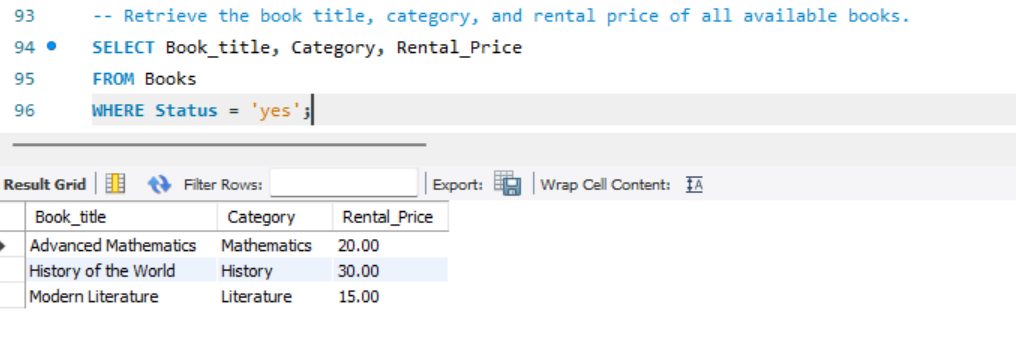 93 -- Retrieve the book title, category, and rental price of all available books.
94 SELECT Book_title, Category, Rental_Price
95 FROM Books
96 WHERE Status = 'yes';
Result Grid Filter Rows: Export: Wrap Cell Content: IA
Book_title Category Rental_Price
Advanced Mathematics Mathematics 20.00
History of the World History 30.00
Modern Literature Literature 15.00